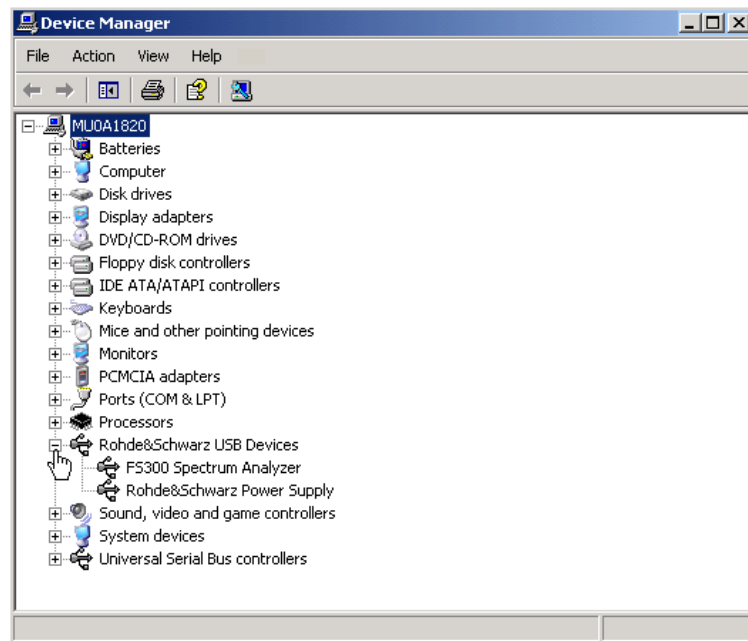 Device Manager
File Action View Help
MU0A1820
Batteries
Computer
Disk drives
Display adapters
DVD/CD-ROM drives
Floppy disk controllers
IDE ATA/ATAPI controllers
Keyboards
Mice and other pointing devices
Monitors
PCMCIA adapters
Ports (COM & LPT)
Processors
Rohde&Schwarz USB Devices
FS300 Spectrum Analyzer
Rohde&Schwarz Power Supply
Sound, video and game controllers
System devices
Universal Serial Bus controllers